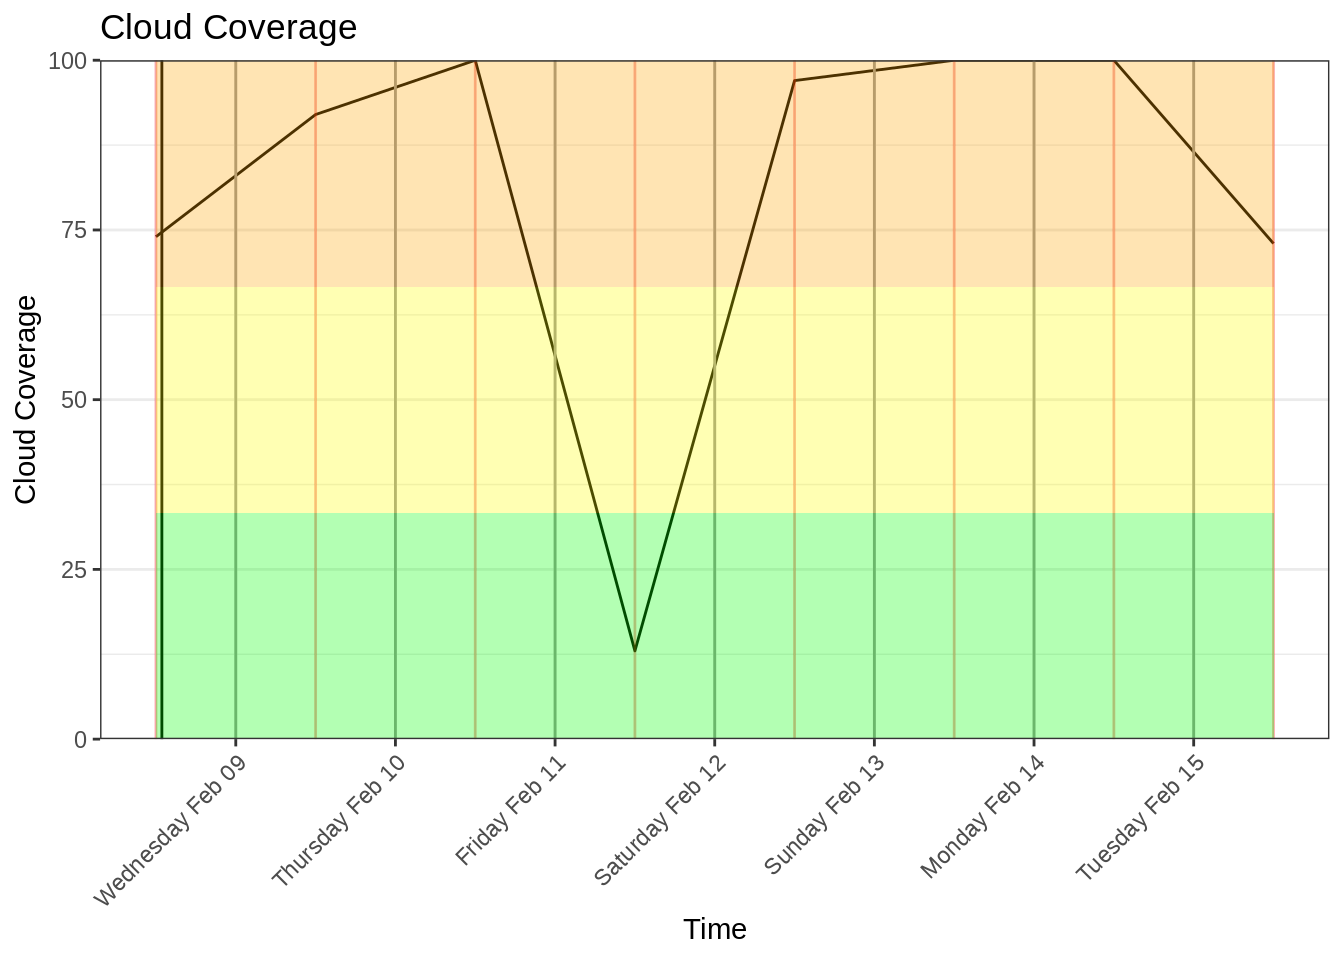 Cloud Coverage
100
75
50
25
0
Cloud Coverage
Wednesday Feb 09
Thursday Feb 10
Friday Feb 11
Saturday Feb 12
Sunday Feb 13
Monday Feb 14
Tuesday Feb 15
Time